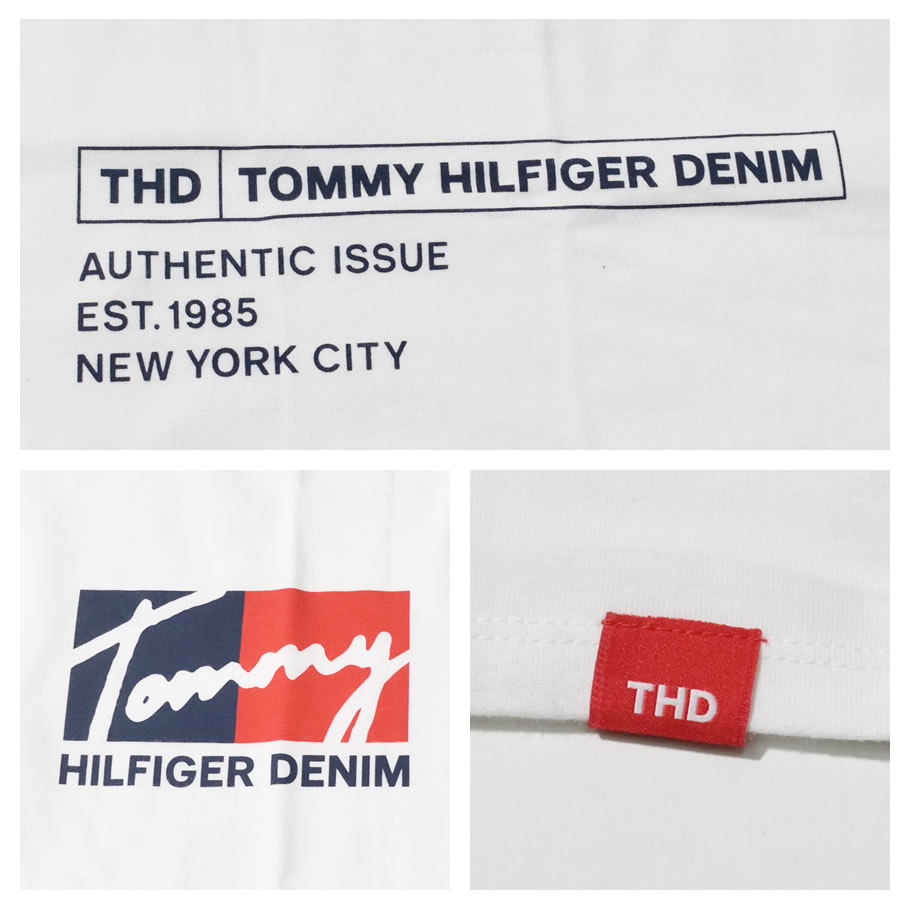 THD TOMMY HILFIGER DENIM
AUTHENTIC ISSUE
EST.1985
NEW YORK CITY
Tommy
HILFIGER DENIM
THD